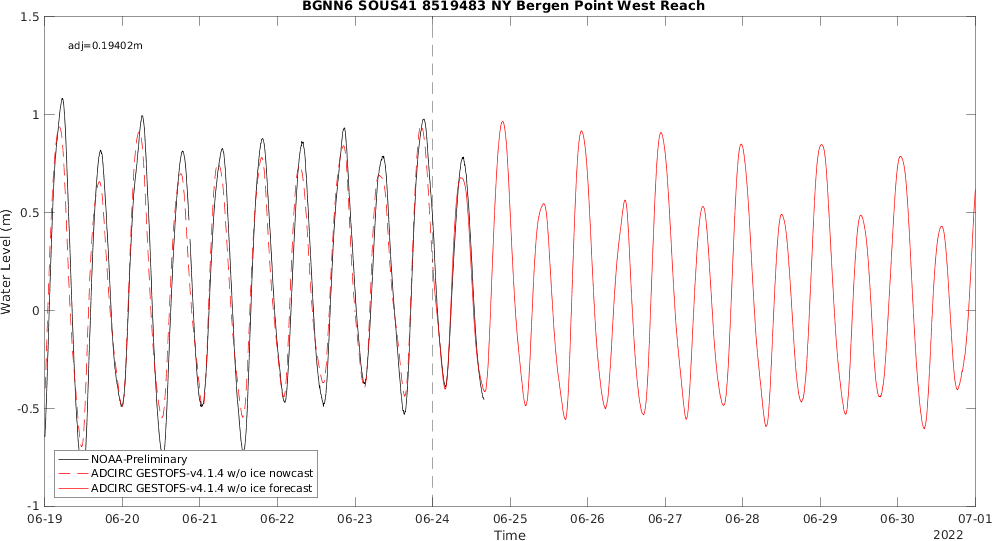 BGNN6 SOUS41 8519483 NY Bergen Point West Reach
adj=0.19402m
1.5
1
0.5
0
-0.5
-1
Water Level (m)
NOAA-Preliminary
ADCIRC GESTOFS-v4.1.4 w/o ice nowcast
ADCIRC GESTOFS-v4.1.4 w/o ice forecast
06-19 06-20 06-21 06-22 06-23 06-24 06-25 06-26 06-27 06-28 06-29 06-30 07-01
Time
2022